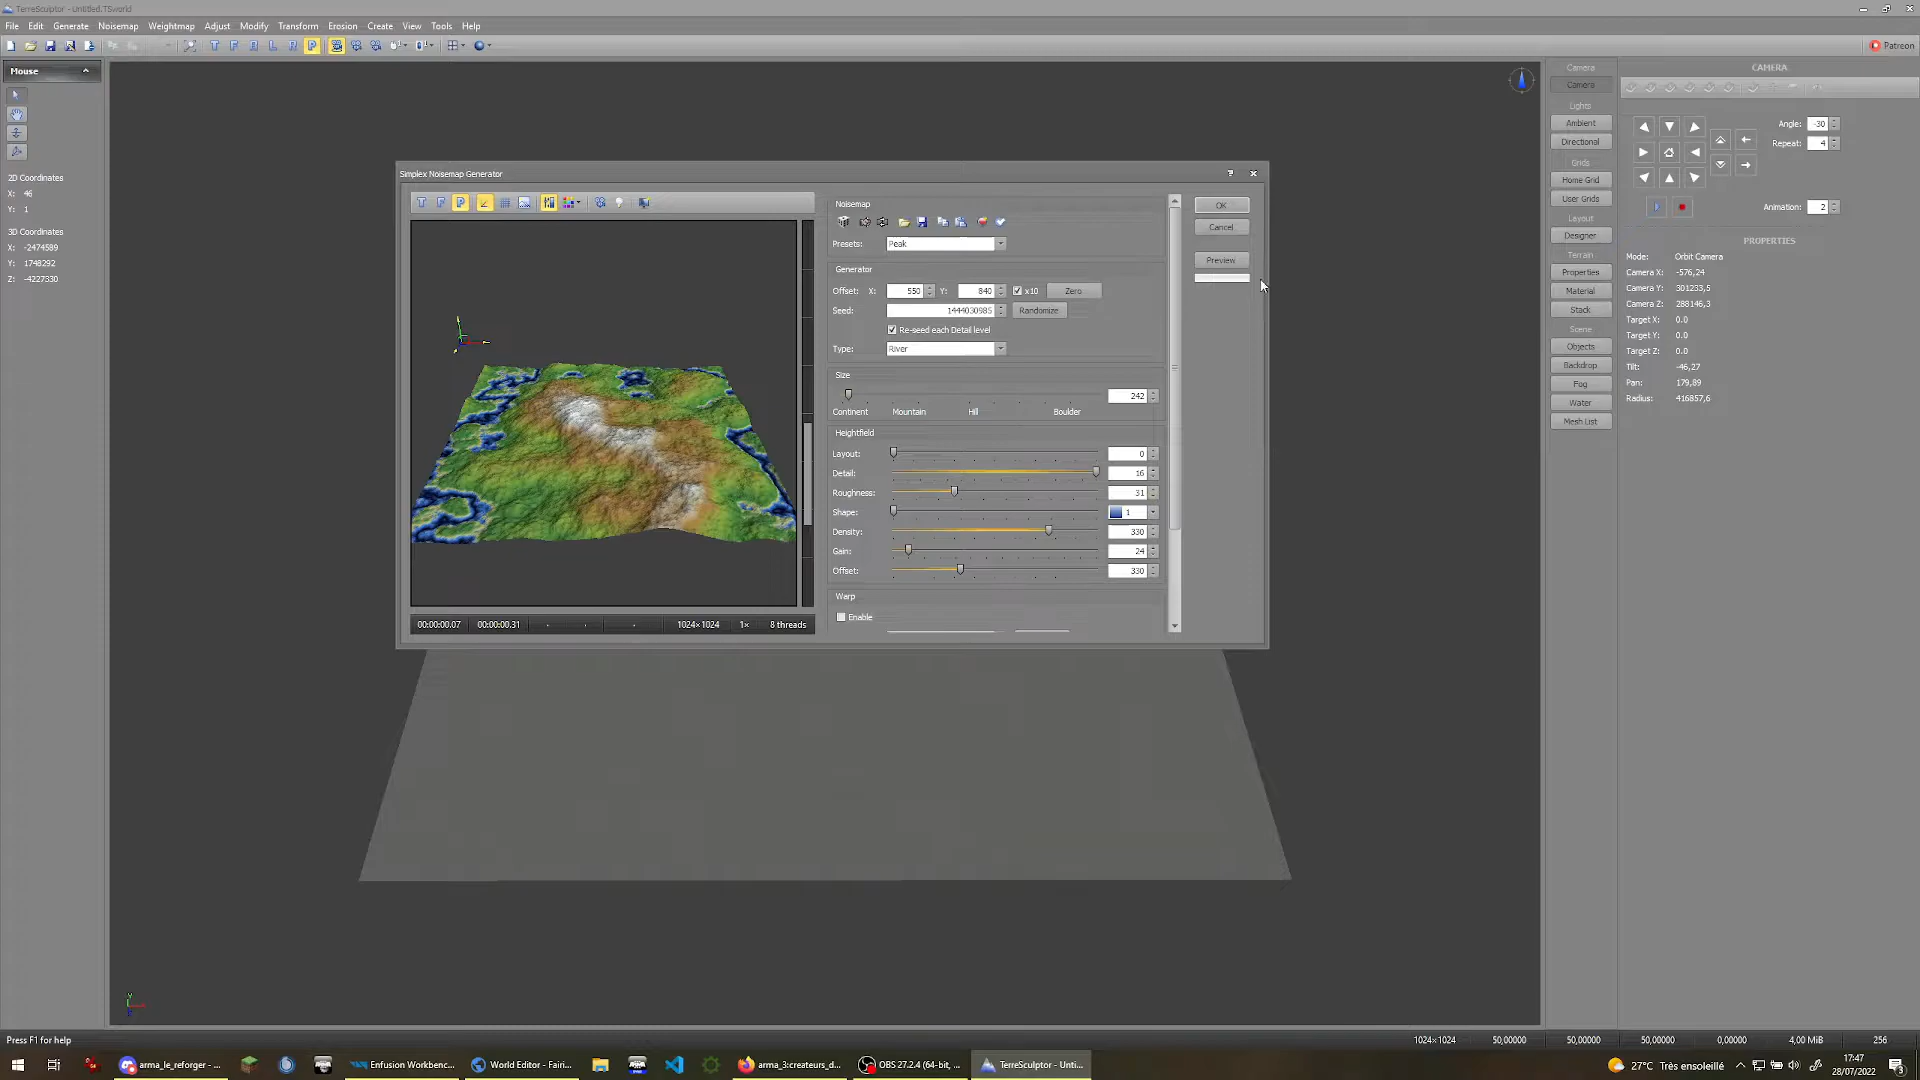 TerreSculptor - Untitled.TSworld
File Edit Generate Noisemap Weightmap Adjust Modify Transform Erosion Create View Tools Help
Patreon
Mouse
2D Coordinates
X: 46
Y: 1
3D Coordinates
X: -2474589
Y: 1748292
Z: -4227330
Simplex Noisemap Generator
Noisemap
Presets: Peak
Generator
Offset: X: 550 Y: 840 x10 Zero
Seed: 1444030985 Randomize
Re-seed each Detail level
Type: River
Size
242
Continent Mountain Hill Boulder
Heightfield
Layout: 0
Detail: 16
Roughness: 31
Shape: 1
Density: 330
Gain: 24
Offset: 330
Warp
Enable
OK
Cancel
Preview
00:00:00.07 00:00:00.31 1024×1024 1× 8 threads
Camera
Camera
Lights
Ambient
Directional
Grids
Home Grid
User Grids
Layout
Designer
Terrain
Properties
Material
Stack
Scene
Objects
Backdrop
Fog
Water
Mesh List
CAMERA
Angle: -30
Repeat: 4
Animation: 2
PROPERTIES
Mode: Orbit Camera
Camera X: -576,24
Camera Y: 301233,5
Camera Z: 288146,3
Target X: 0.0
Target Y: 0.0
Target Z: 0.0
Tilt: -46,27
Pan: 179,89
Radius: 416857,6
Press F1 for help
1024×1024 50,00000 50,00000 0,00000 4,00 MiB 256
arma_le_reforger - ...
Enfusion Workbenc...
World Editor - Fairi...
arma_3:createurs_d...
OBS 27.2.4 (64-bit, ...
TerreSculptor - Unti...
27°C Très ensoleillé
17:47
28/07/2022